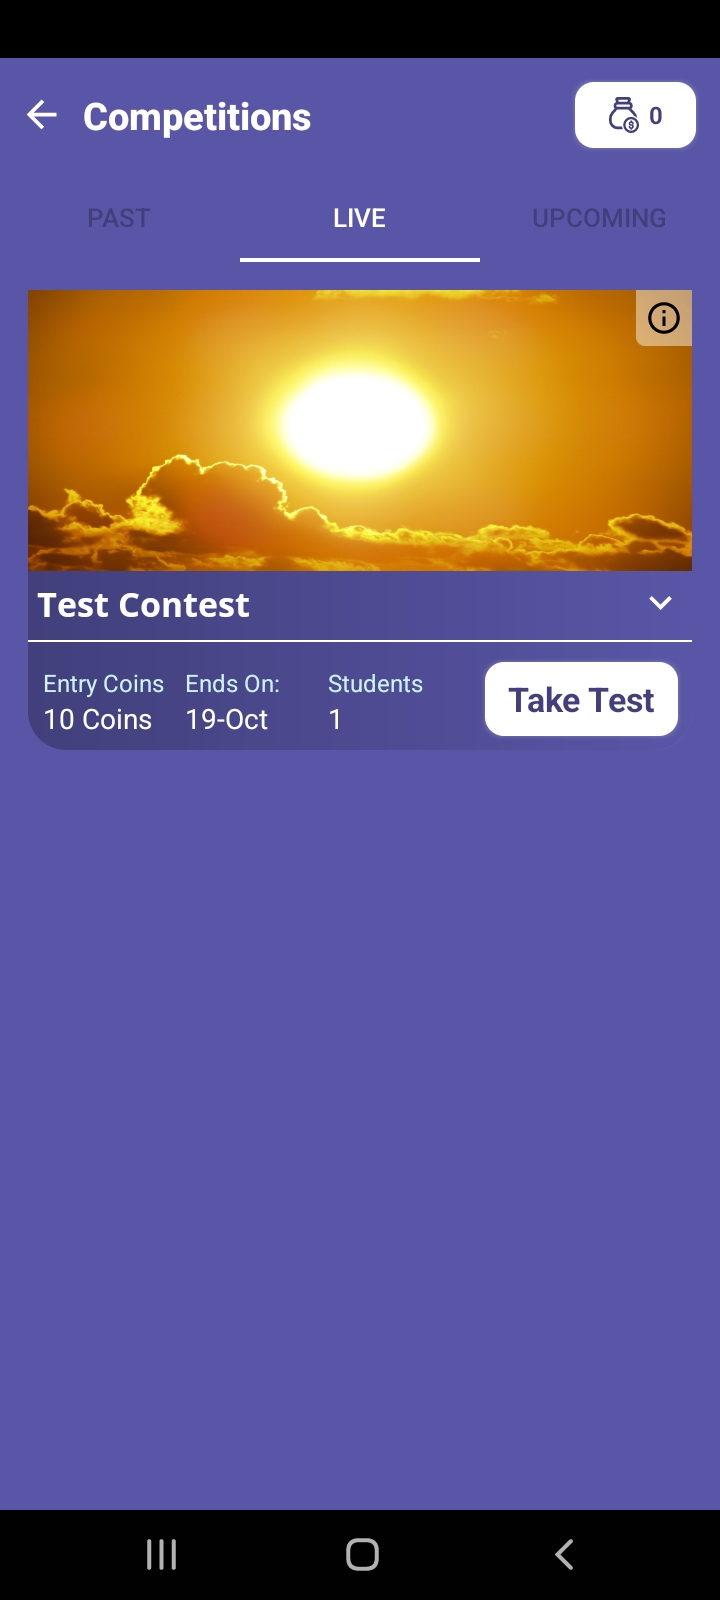 Competitions
0
PAST LIVE UPCOMING
Test Contest
Entry Coins Ends On: Students
10 Coins 19-Oct 1
Take Test